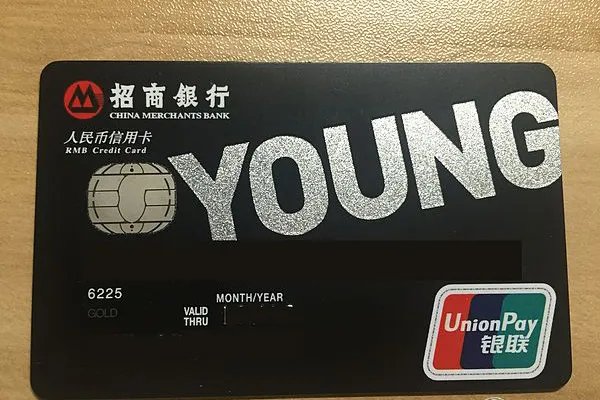 招商銀行
CHINA MERCHANTS BANK
人民币信用卡
RMB Credit Card
YOUNG
6225
MONTH/YEAR
GOLD
VALID
THRU
UnionPay
银联